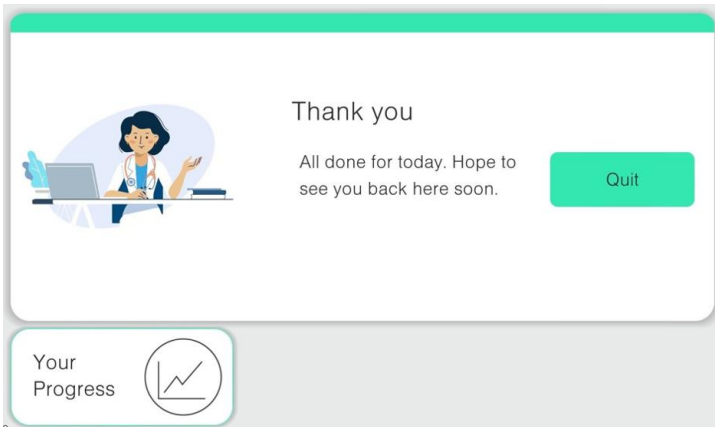 Thank you
All done for today. Hope to
see you back here soon.
Quit
Your
Progress